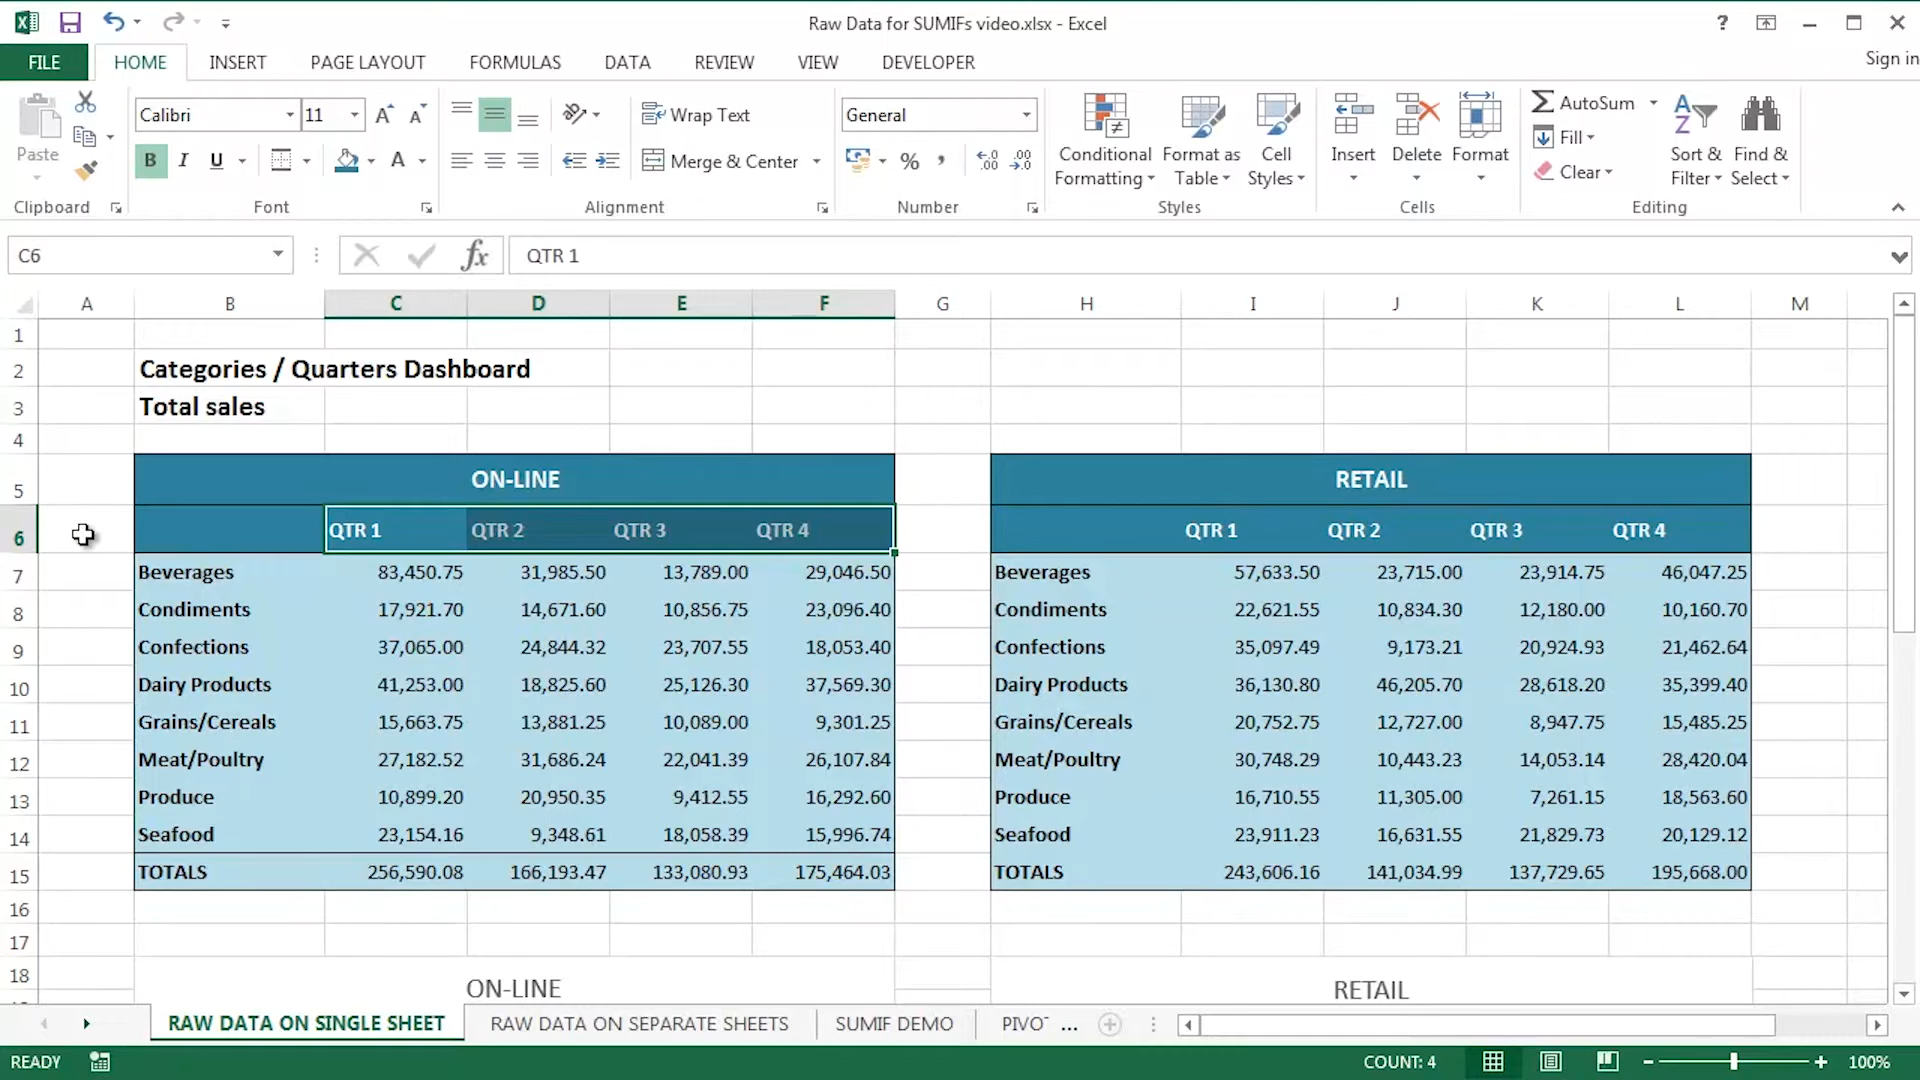 Raw Data for SUMIFs video.xlsx - Excel
?
FILE HOME INSERT PAGE LAYOUT FORMULAS DATA REVIEW VIEW DEVELOPER Sign in
Paste
Clipboard
Calibri 11
B I U
Font
Wrap Text
Merge & Center
Alignment
General
% ,
Number
Conditional Formatting
Format as Table
Cell Styles
Styles
Insert Delete Format
Cells
AutoSum
Fill
Clear
Sort & Filter
Find & Select
Editing
C6 fx QTR 1
A B C D E F G H I J K L M
1
2 Categories / Quarters Dashboard
3 Total sales
4
5 ON-LINE RETAIL
6 QTR 1 QTR 2 QTR 3 QTR 4 QTR 1 QTR 2 QTR 3 QTR 4
7 Beverages 83,450.75 31,985.50 13,789.00 29,046.50 Beverages 57,633.50 23,715.00 23,914.75 46,047.25
8 Condiments 17,921.70 14,671.60 10,856.75 23,096.40 Condiments 22,621.55 10,834.30 12,180.00 10,160.70
9 Confections 37,065.00 24,844.32 23,707.55 18,053.40 Confections 35,097.49 9,173.21 20,924.93 21,462.64
10 Dairy Products 41,253.00 18,825.60 25,126.30 37,569.30 Dairy Products 36,130.80 46,205.70 28,618.20 35,399.40
11 Grains/Cereals 15,663.75 13,881.25 10,089.00 9,301.25 Grains/Cereals 20,752.75 12,727.00 8,947.75 15,485.25
12 Meat/Poultry 27,182.52 31,686.24 22,041.39 26,107.84 Meat/Poultry 30,748.29 10,443.23 14,053.14 28,420.04
13 Produce 10,899.20 20,950.35 9,412.55 16,292.60 Produce 16,710.55 11,305.00 7,261.15 18,563.60
14 Seafood 23,154.16 9,348.61 18,058.39 15,996.74 Seafood 23,911.23 16,631.55 21,829.73 20,129.12
15 TOTALS 256,590.08 166,193.47 133,080.93 175,464.03 TOTALS 243,606.16 141,034.99 137,729.65 195,668.00
16
17
18 ON-LINE RETAIL
RAW DATA ON SINGLE SHEET RAW DATA ON SEPARATE SHEETS SUMIF DEMO PIVO ...
READY COUNT: 4 100%